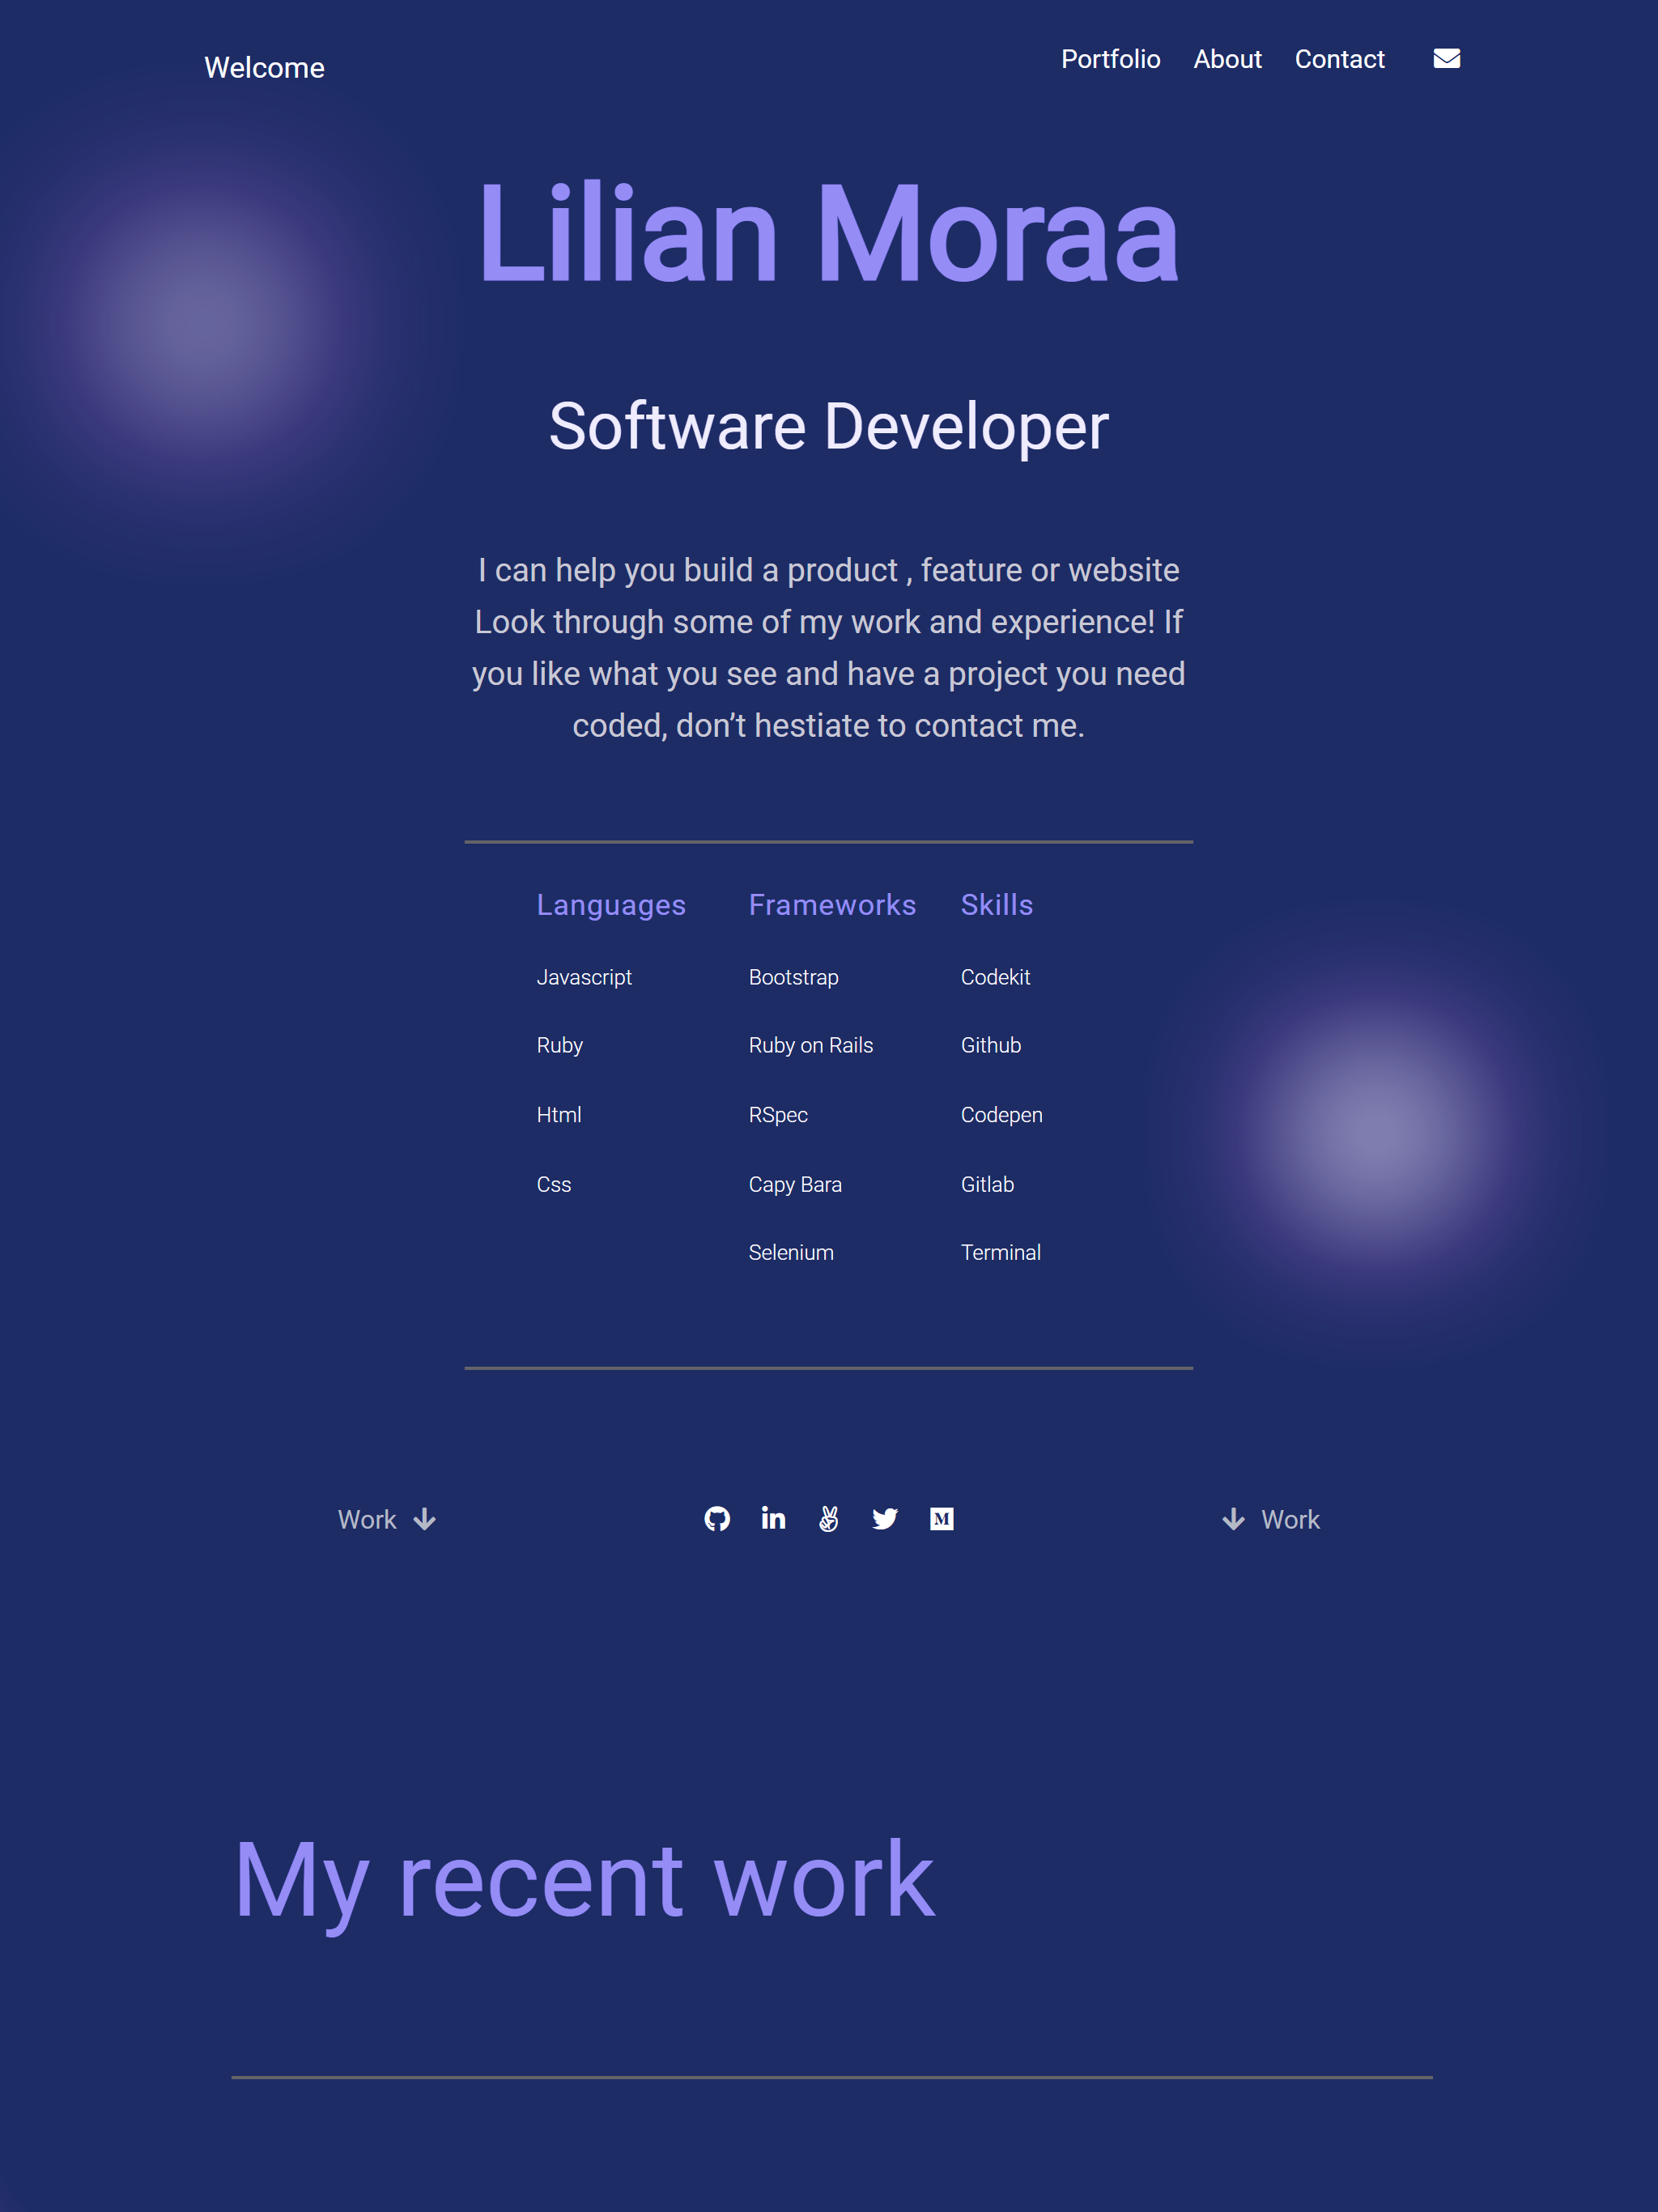 Welcome
Portfolio About Contact
Lilian Moraa
Software Developer
I can help you build a product , feature or website
Look through some of my work and experience! If
you like what you see and have a project you need
coded, don’t hestiate to contact me.
Languages Frameworks Skills
Javascript Bootstrap Codekit
Ruby Ruby on Rails Github
Html RSpec Codepen
Css Capy Bara Gitlab
Selenium Terminal
Work Work
My recent work